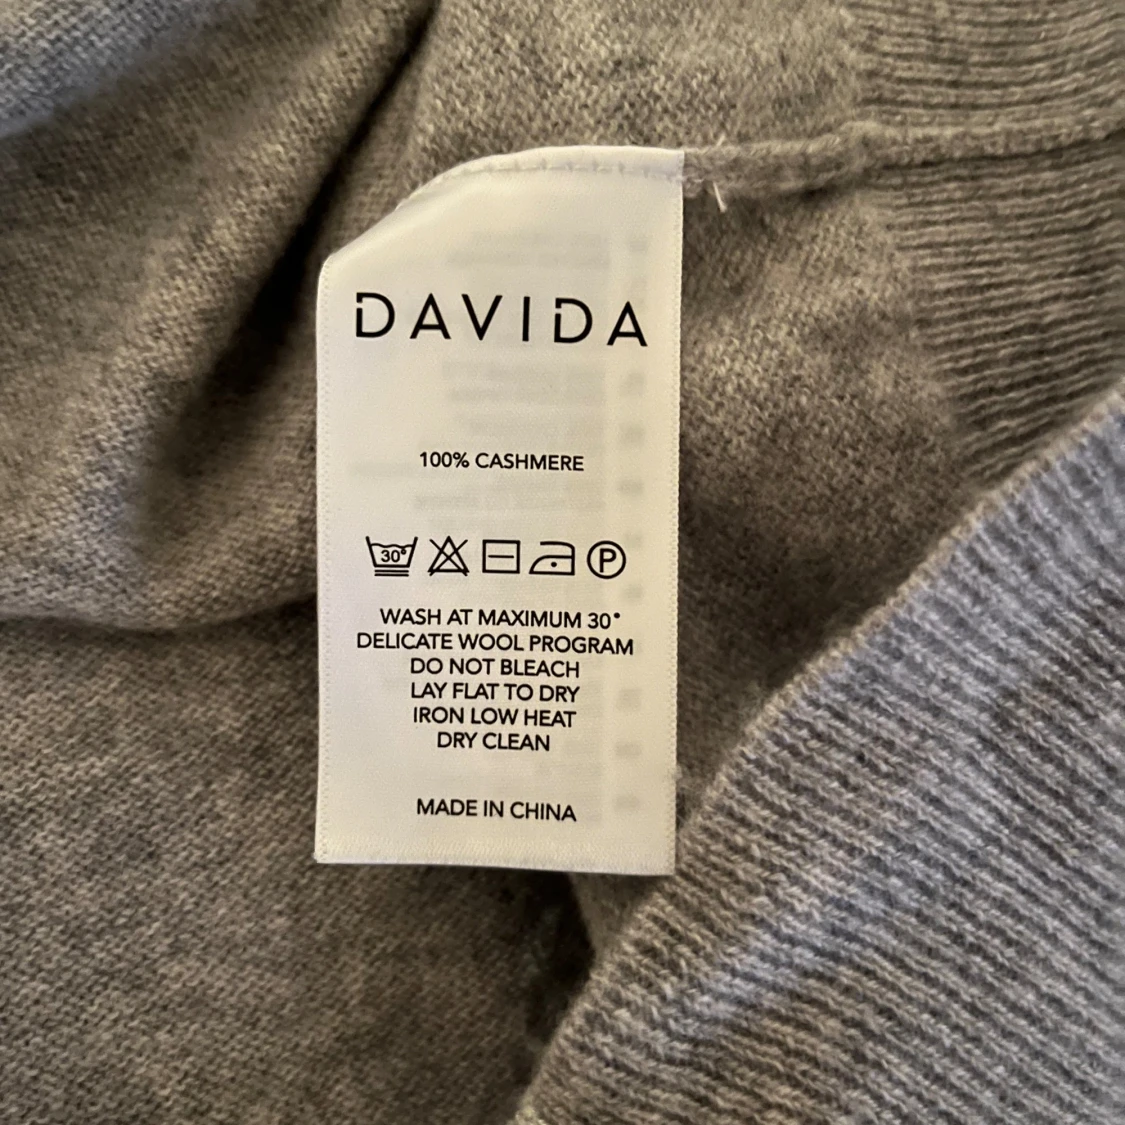 DAVIDA
100% CASHMERE
30°
P
WASH AT MAXIMUM 30°
DELICATE WOOL PROGRAM
DO NOT BLEACH
LAY FLAT TO DRY
IRON LOW HEAT
DRY CLEAN
MADE IN CHINA